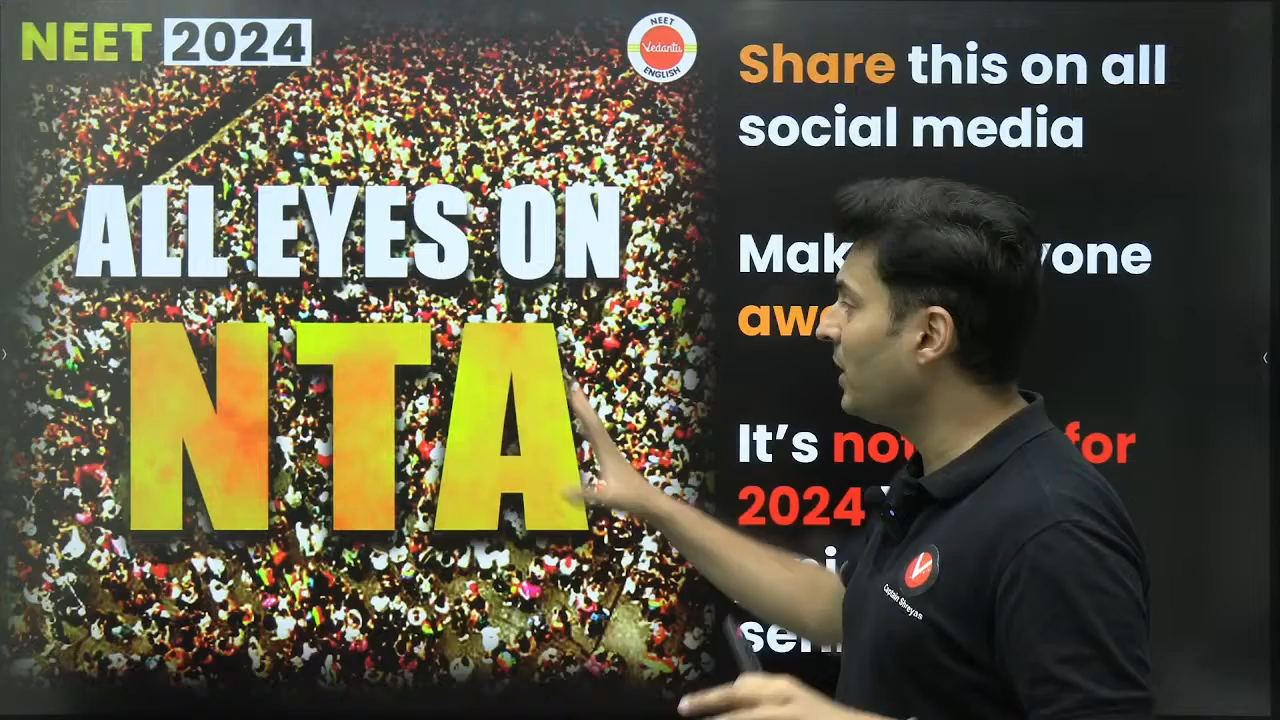 NEET 2024
NEET
Vedantu
ENGLISH
ALL EYES ON
NTA
Share this on all
social media
It's for
2024
Captain Shreyas